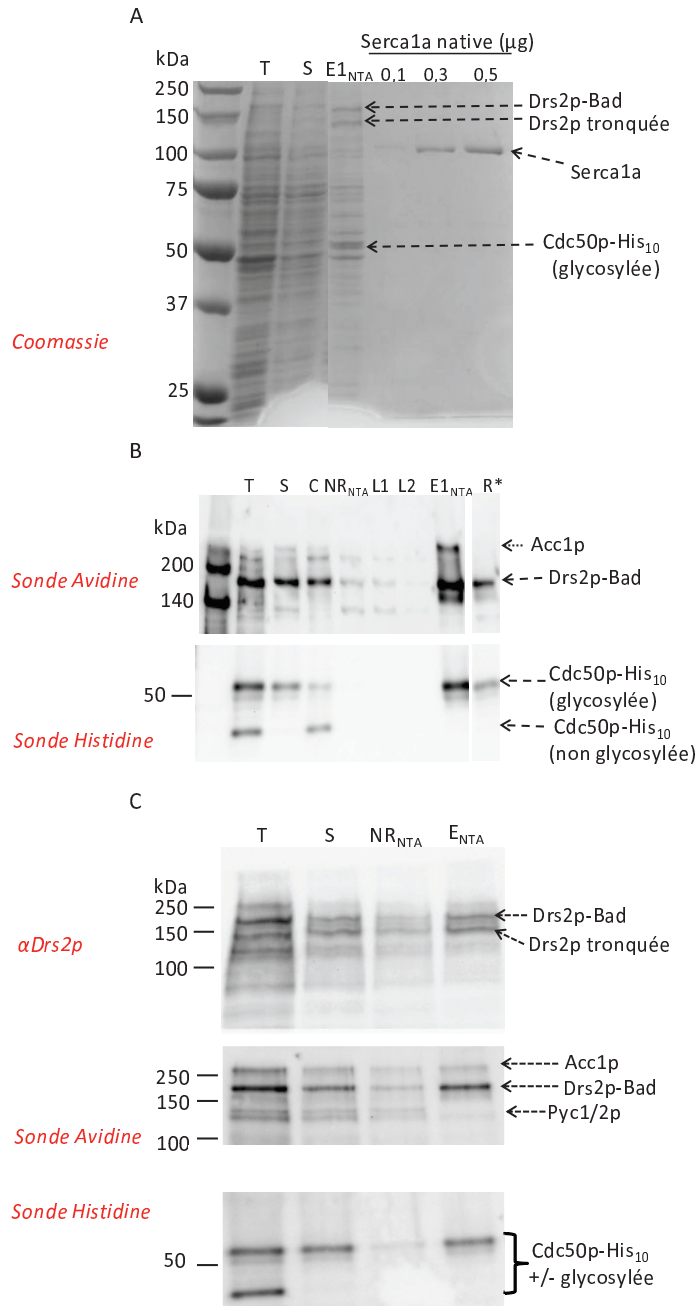 A
Serca1a native (µg)
kDa T S E1NTA 0,1 0,3 0,5
250
150
100
75
50
37
25
Drs2p-Bad
Drs2p tronquée
Serca1a
Cdc50p-His10
(glycosylée)
Coomassie
B
T S C NRNTA L1 L2 E1NTA R*
kDa
200
140
Acc1p
Drs2p-Bad
Sonde Avidine
50
Cdc50p-His10
(glycosylée)
Cdc50p-His10
(non glycosylée)
Sonde Histidine
C
T S NRNTA ENTA
kDa
250
150
100
Drs2p-Bad
Drs2p tronquée
αDrs2p
250
150
100
Acc1p
Drs2p-Bad
Pyc1/2p
Sonde Avidine
Sonde Histidine
50
Cdc50p-His10
+/- glycosylée